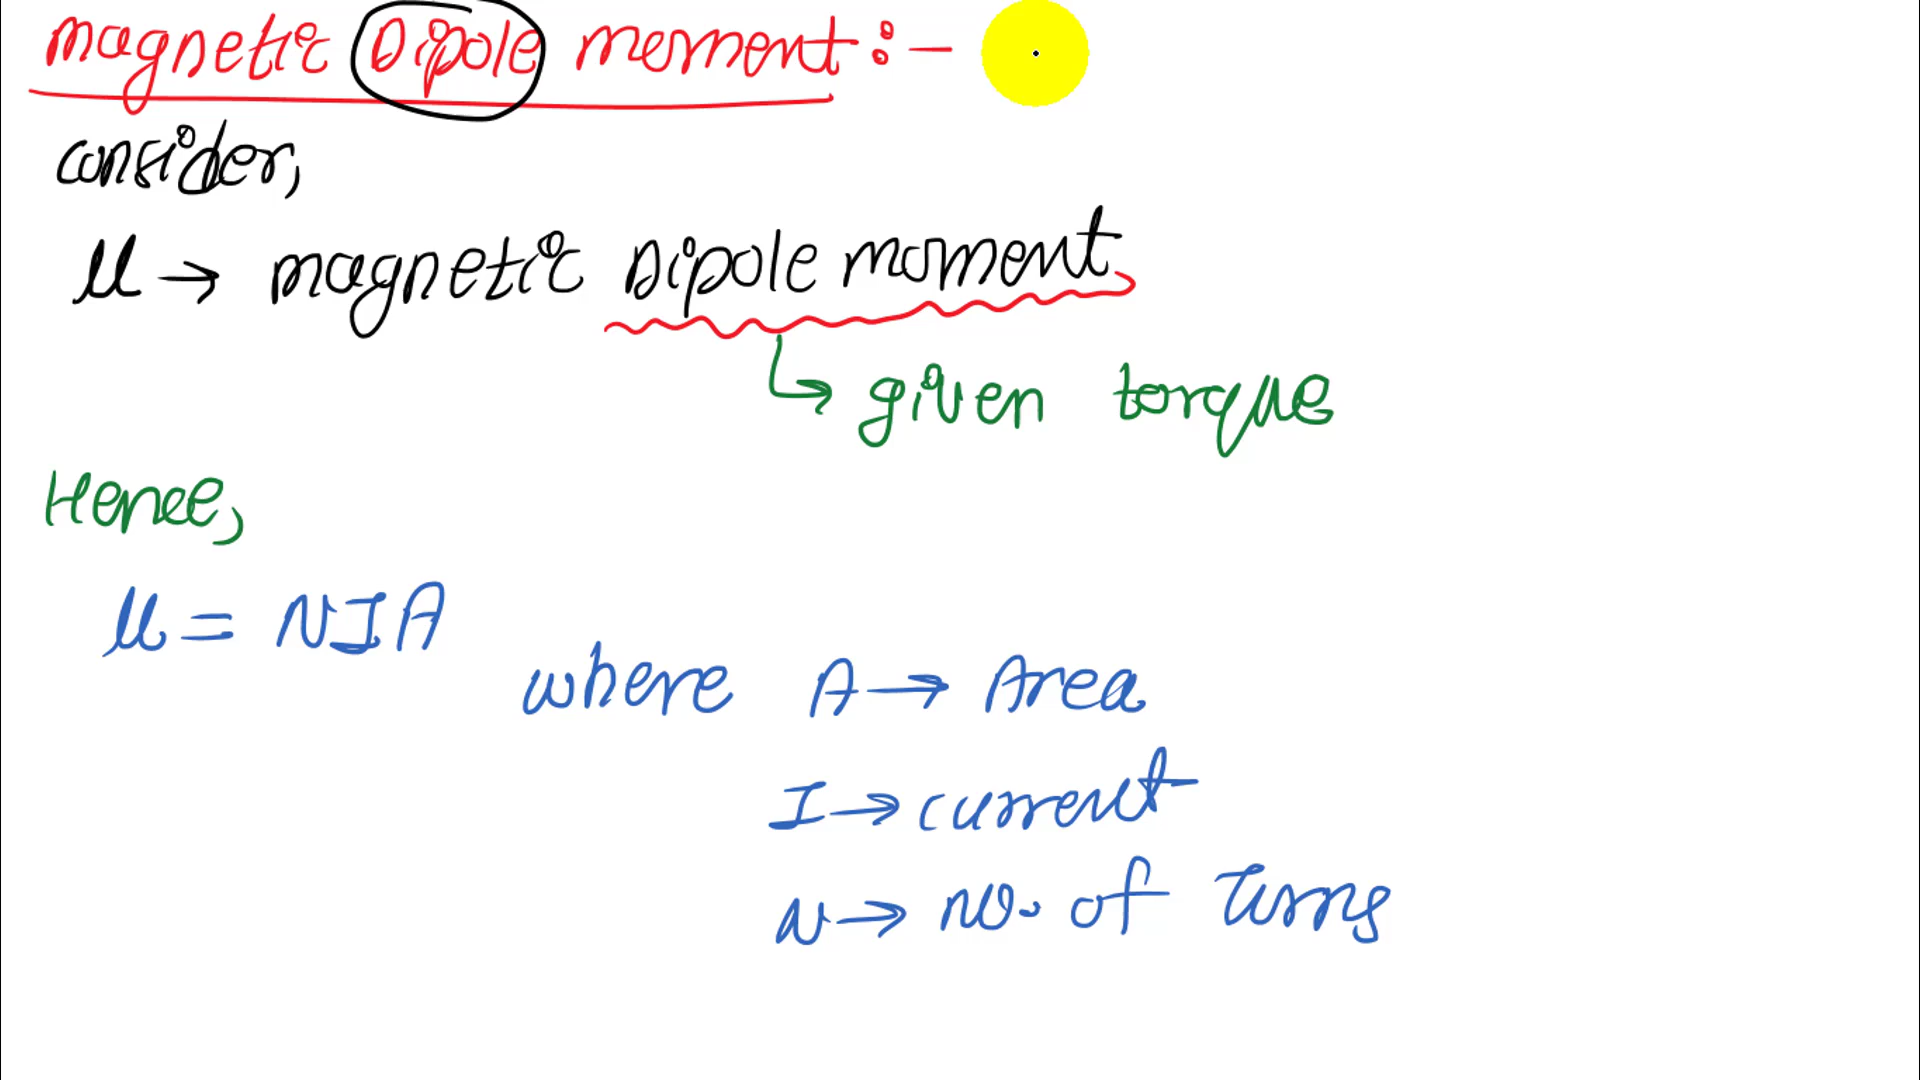 magnetic Dipole moment :-
consider,
μ → magnetic Dipole moment
↳ given torque
Hence,
μ = NIA
where A → Area
I → current
N → No. of Turns